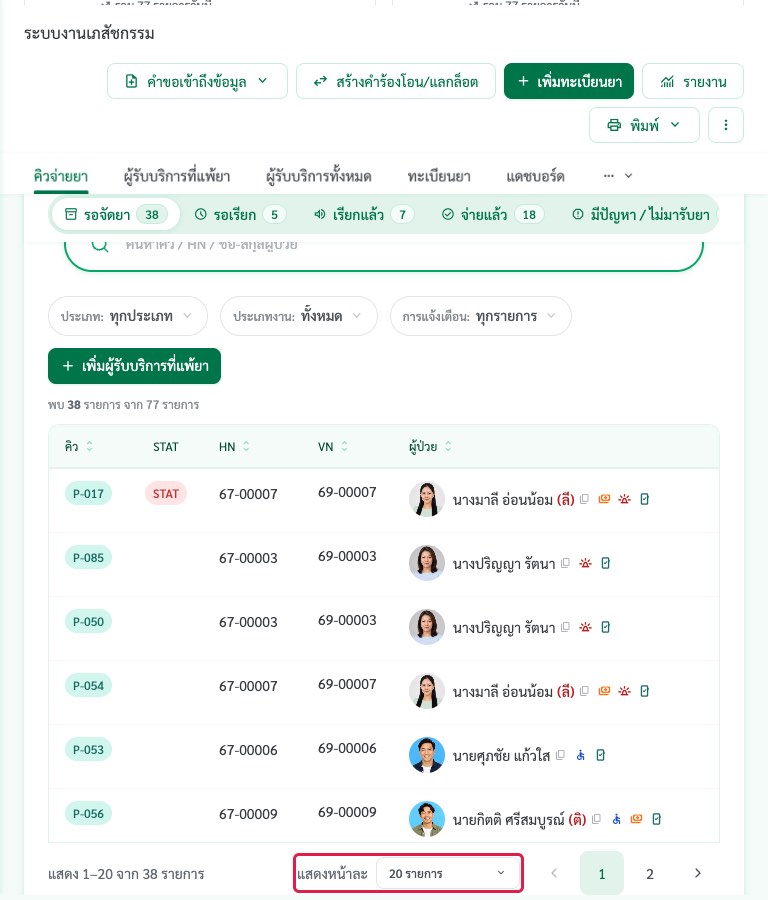 ระบบงานเภสัชกรรม
คำขอเข้าถึงข้อมูล
สร้างคำร้องโอน/แลกล็อต
+ เพิ่มทะเบียนยา
รายงาน
พิมพ์
คิวจ่ายยา
ผู้รับบริการที่แพ้ยา
ผู้รับบริการทั้งหมด
ทะเบียนยา
แดชบอร์ด
...
รอจัดยา 38
รอเรียก 5
เรียกแล้ว 7
จ่ายแล้ว 18
มีปัญหา / ไม่มารับยา
ค้นหาคิว / HN / ชื่อ-สกุลผู้ป่วย
ประเภท: ทุกประเภท
ประเภทงาน: ทั้งหมด
การแจ้งเตือน: ทุกรายการ
+ เพิ่มผู้รับบริการที่แพ้ยา
พบ 38 รายการ จาก 77 รายการ
คิว STAT HN VN ผู้ป่วย
P-017 STAT 67-00007 69-00007 นางมาลี อ่อนน้อม (ลี)
P-085 67-00003 69-00003 นางปริญญา รัตนา
P-050 67-00003 69-00003 นางปริญญา รัตนา
P-054 67-00007 69-00007 นางมาลี อ่อนน้อม (ลี)
P-053 67-00006 69-00006 นายศุภชัย แก้วใส
P-056 67-00009 69-00009 นายกิตติ ศรีสมบูรณ์ (ติ)
แสดง 1–20 จาก 38 รายการ
แสดงหน้าละ 20 รายการ
1 2